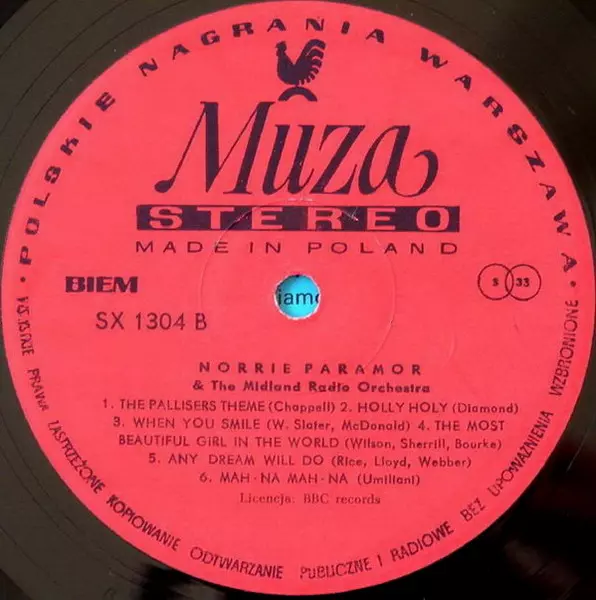 • POLSKIE NAGRANIA WARSZAWA •
Muza
STEREO
MADE IN POLAND
BIEM
SX 1304 B
S 33
iamo
NORRIE PARAMOR
& The Midland Radio Orchestra
1. THE PALLISERS THEME (Chappell) 2. HOLLY HOLY (Diamond)
3. WHEN YOU SMILE (W. Slater, McDonald) 4. THE MOST
BEAUTIFUL GIRL IN THE WORLD (Wilson, Sherrill, Bourke)
5. ANY DREAM WILL DO (Rice, Lloyd, Webber)
6. MAH-NA MAH-NA (Umiliani)
Licencja: BBC records
PRAWA ZASTRZEŻONE KOPIOWANIE ODTWARZANIE PUBLICZNE I RADIOWE BEZ UPOWAŻNIENIA WZBRONIONE